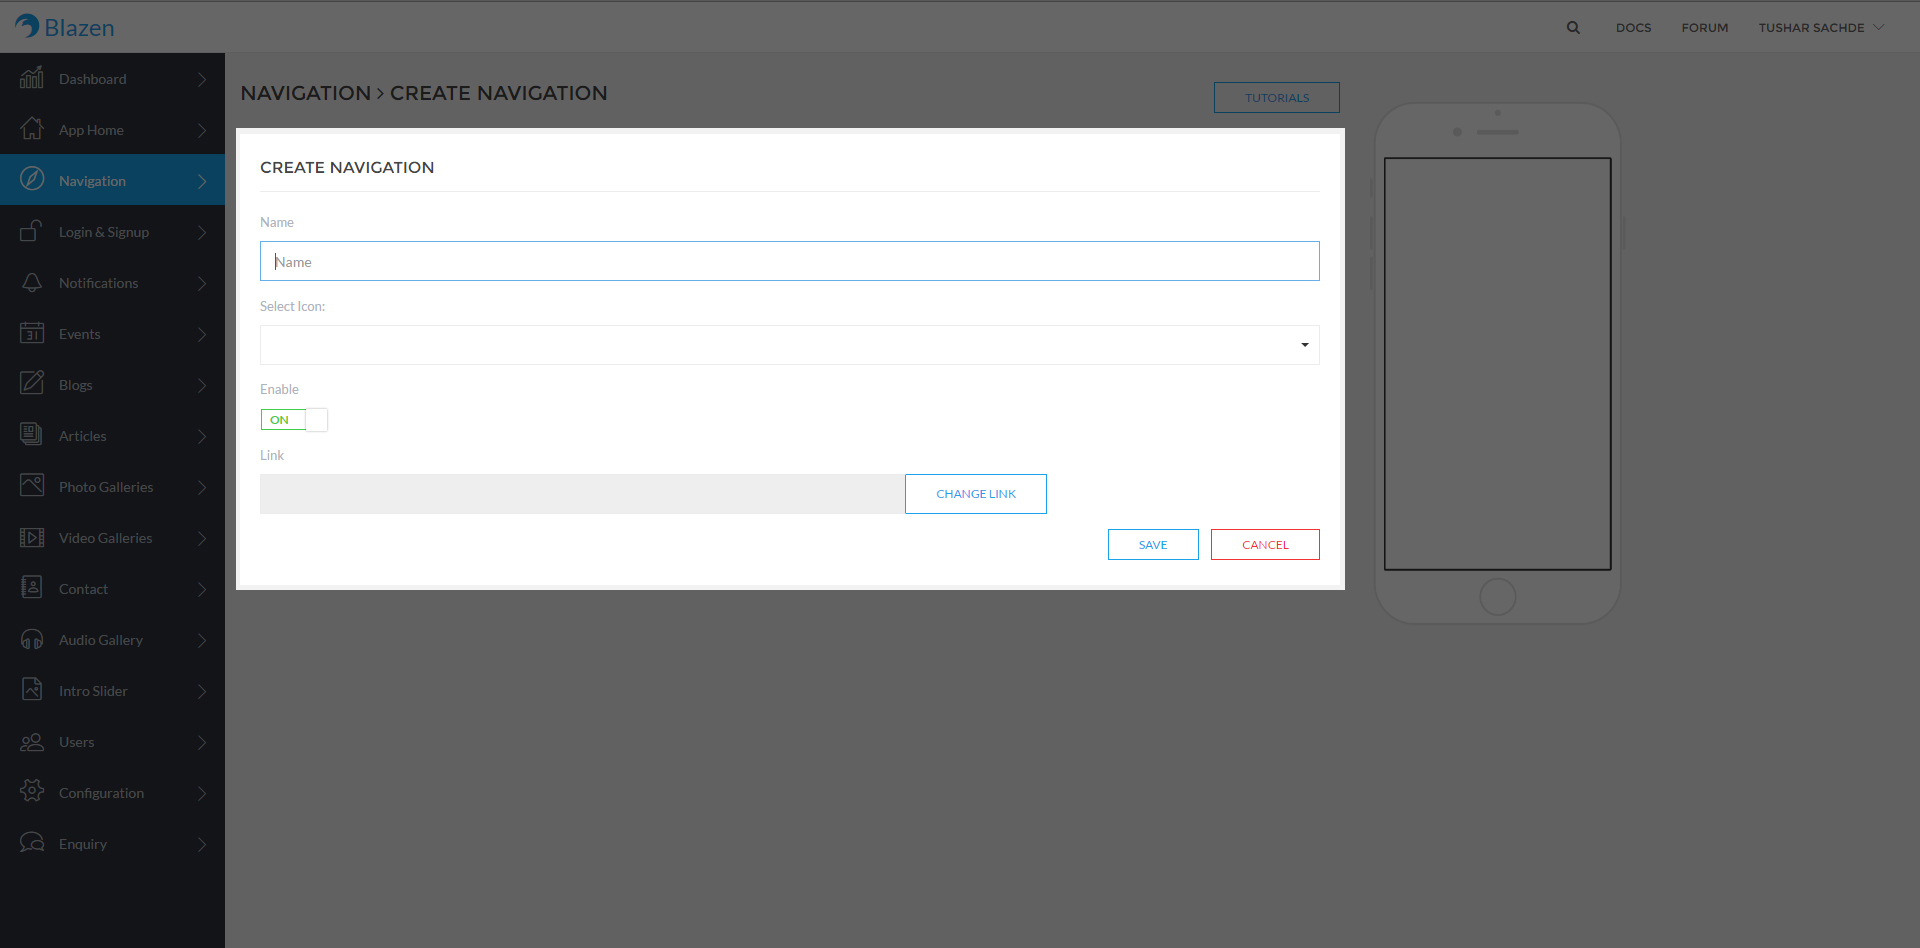 Blazen
DOCS
FORUM
TUSHAR SACHDE
Dashboard
App Home
Navigation
Login & Signup
Notifications
31
Events
Blogs
Articles
Photo Galleries
Video Galleries
Contact
Audio Gallery
Intro Slider
Users
Configuration
Enquiry
NAVIGATION > CREATE NAVIGATION
TUTORIALS
CREATE NAVIGATION
Name
Name
Select Icon:
Enable
ON
Link
CHANGE LINK
SAVE
CANCEL